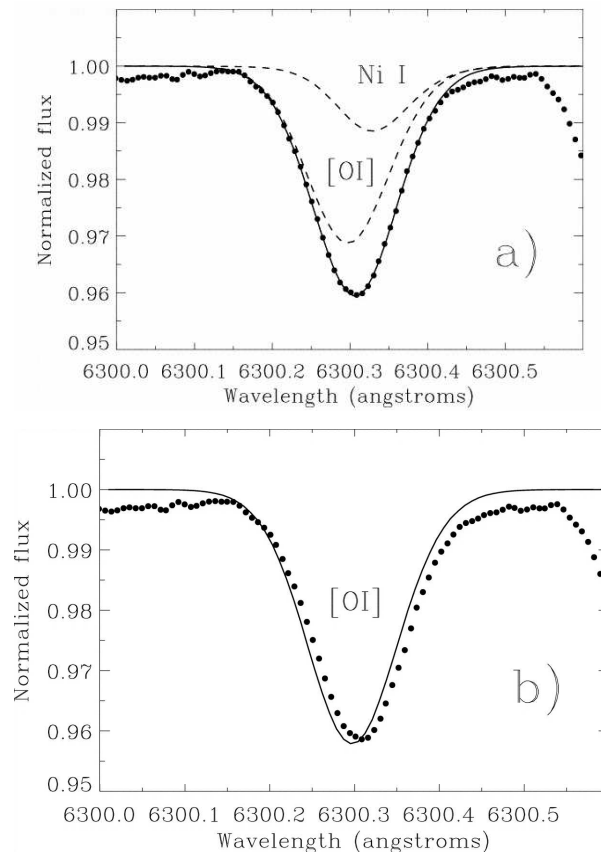 1.00
0.99
0.98
0.97
0.96
0.95
Normalized flux
Ni I
[OI]
a)
6300.0 6300.1 6300.2 6300.3 6300.4 6300.5
Wavelength (angstroms)
1.00
0.99
0.98
0.97
0.96
0.95
Normalized flux
[OI]
b)
6300.0 6300.1 6300.2 6300.3 6300.4 6300.5
Wavelength (angstroms)